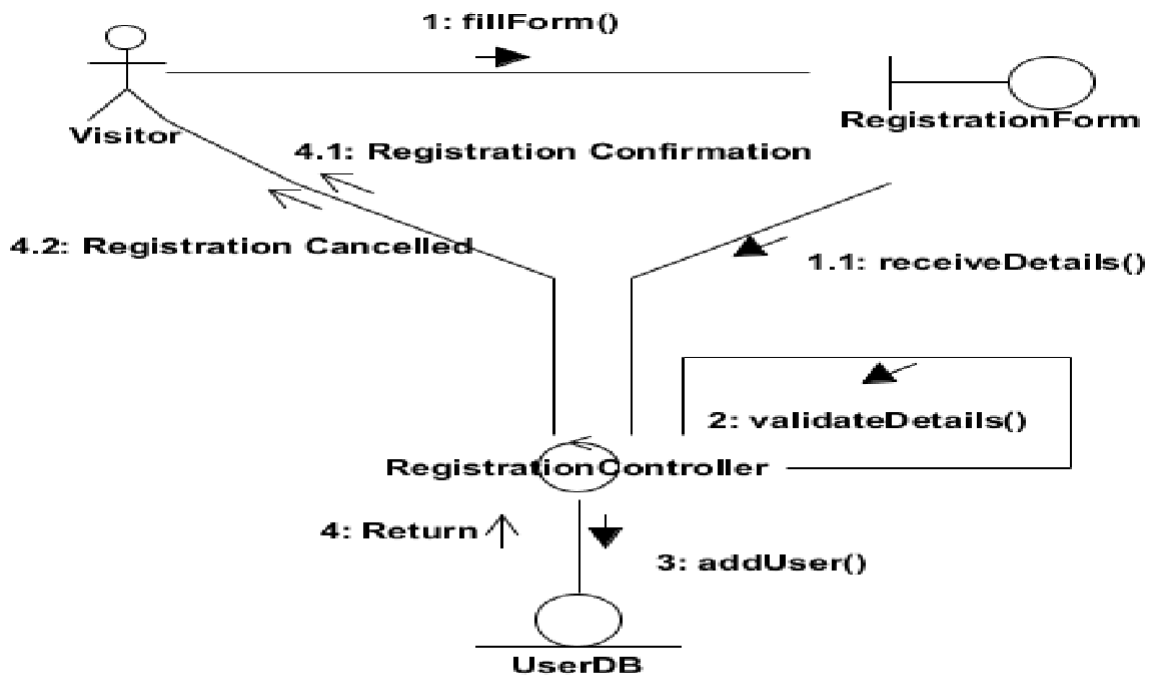 1: fillForm()
Visitor
RegistrationForm
4.1: Registration Confirmation
4.2: Registration Cancelled
1.1: receiveDetails()
2: validateDetails()
RegistrationController
4: Return
3: addUser()
UserDB